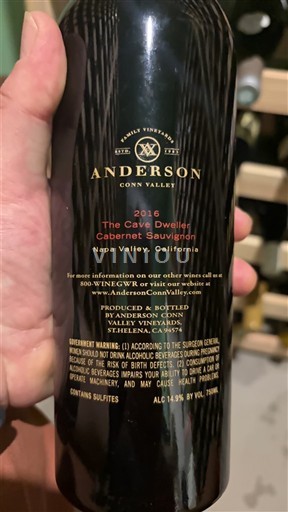 FAMILY VINEYARDS
ESTD. 1983
ANDERSON
CONN VALLEY
2016
The Cave Dweller
Cabernet Sauvignon
Napa Valley, California
VINIOU
For more information on our other wines call us at
800-WINEGWR or visit our website at
www.AndersonConnValley.com
PRODUCED & BOTTLED
BY ANDERSON CONN
VALLEY VINEYARDS,
ST.HELENA, CA 94574
GOVERNMENT WARNING: (1) ACCORDING TO THE SURGEON GENERAL,
WOMEN SHOULD NOT DRINK ALCOHOLIC BEVERAGES DURING PREGNANCY
BECAUSE OF THE RISK OF BIRTH DEFECTS. (2) CONSUMPTION OF
ALCOHOLIC BEVERAGES IMPAIRS YOUR ABILITY TO DRIVE A CAR OR
OPERATE MACHINERY, AND MAY CAUSE HEALTH PROBLEMS.
CONTAINS SULFITES ALC 14.9% BY VOL 750ML